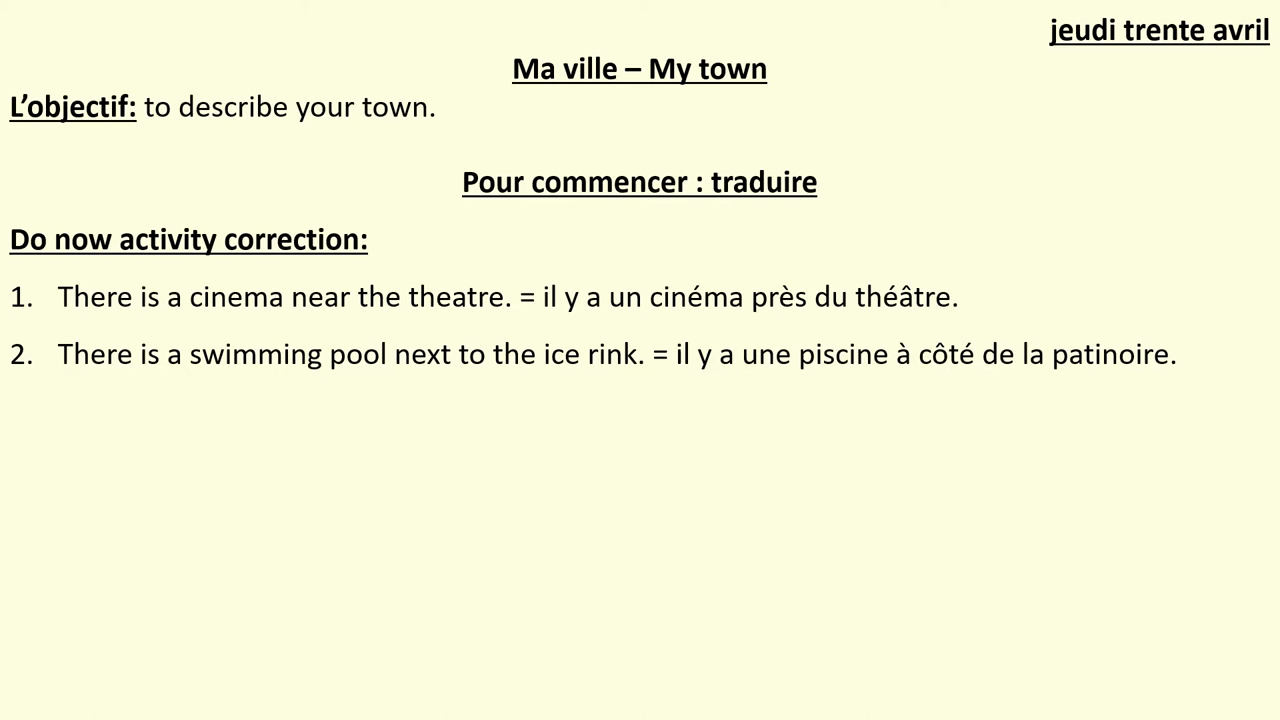 jeudi trente avril
Ma ville – My town
L’objectif: to describe your town.
Pour commencer : traduire
Do now activity correction:
1. There is a cinema near the theatre. = il y a un cinéma près du théâtre.
2. There is a swimming pool next to the ice rink. = il y a une piscine à côté de la patinoire.